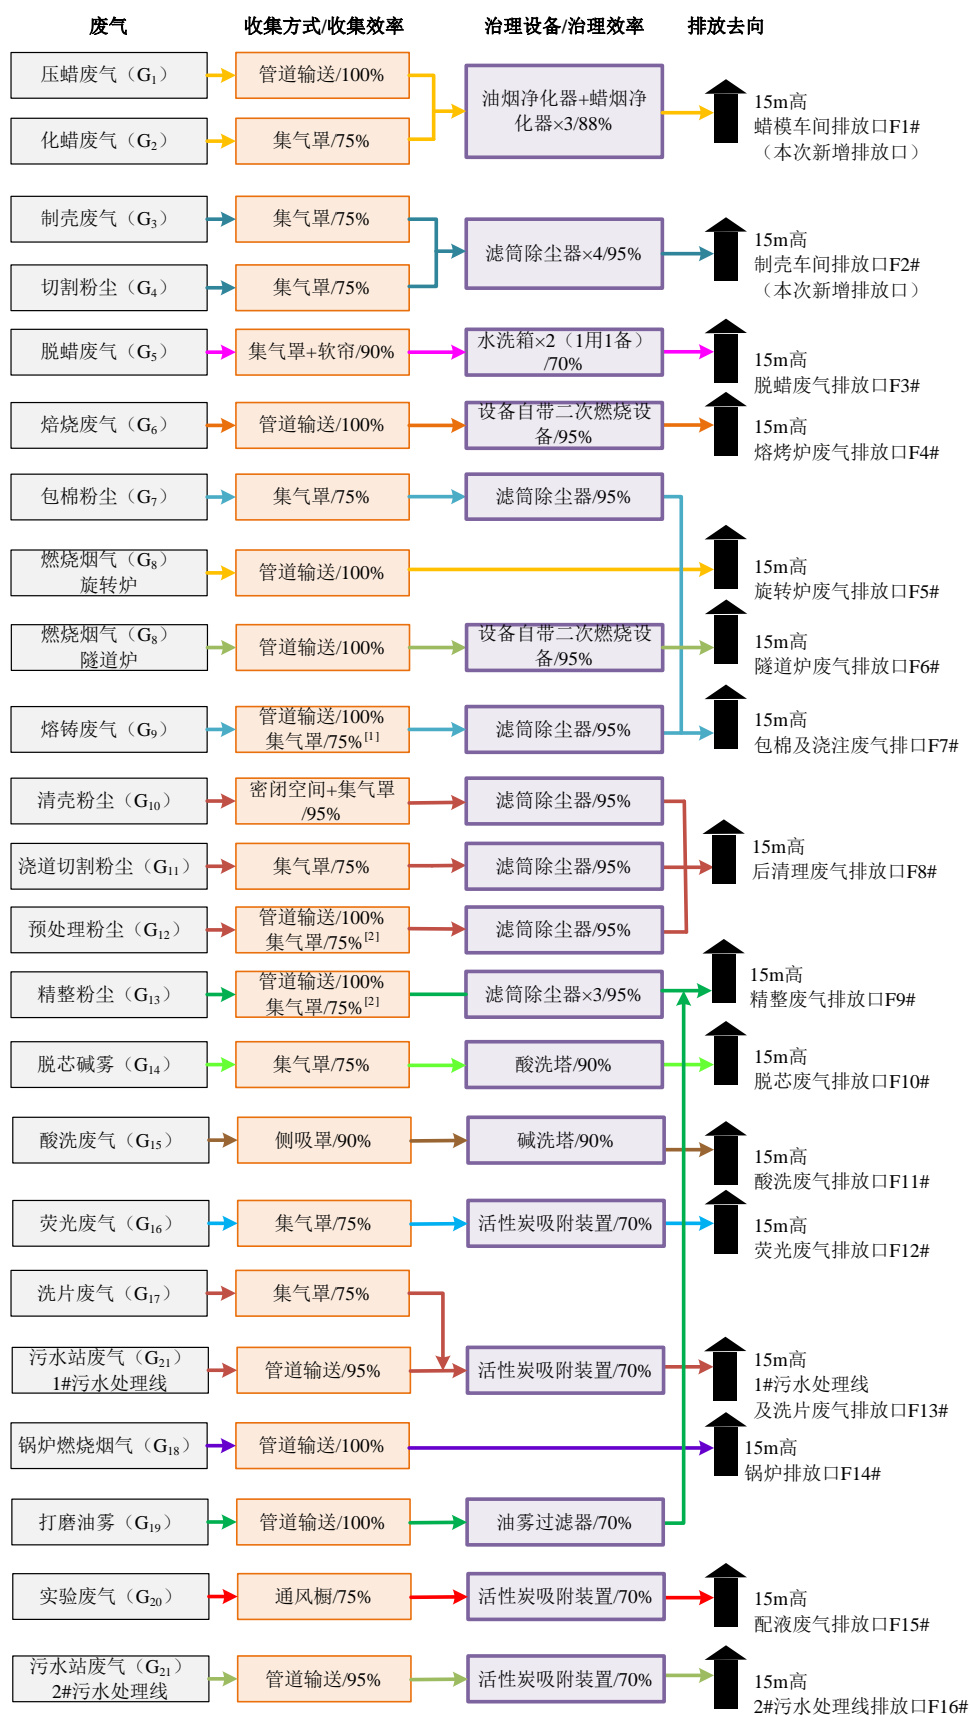 废气 收集方式/收集效率 治理设备/治理效率 排放去向
压蜡废气（G1） 管道输送/100%
化蜡废气（G2） 集气罩/75%
油烟净化器+蜡烟净
化器×3/88%
15m高
蜡模车间排放口F1#
（本次新增排放口）
制壳废气（G3） 集气罩/75%
切割粉尘（G4） 集气罩/75%
滤筒除尘器×4/95%
15m高
制壳车间排放口F2#
（本次新增排放口）
脱蜡废气（G5） 集气罩+软帘/90%
水洗箱×2（1用1备）
/70%
15m高
脱蜡废气排放口F3#
焙烧废气（G6） 管道输送/100%
设备自带二次燃烧设
备/95%
15m高
熔烤炉废气排放口F4#
包棉粉尘（G7） 集气罩/75% 滤筒除尘器/95%
燃烧烟气（G8）
旋转炉
管道输送/100%
15m高
旋转炉废气排放口F5#
燃烧烟气（G8）
隧道炉
管道输送/100%
设备自带二次燃烧设
备/95%
15m高
隧道炉废气排放口F6#
熔铸废气（G9）
管道输送/100%
集气罩/75%[1]
滤筒除尘器/95%
15m高
包棉及浇注废气排口F7#
清壳粉尘（G10）
密闭空间+集气罩
/95%
滤筒除尘器/95%
浇道切割粉尘（G11） 集气罩/75% 滤筒除尘器/95%
15m高
后清理废气排放口F8#
预处理粉尘（G12）
管道输送/100%
集气罩/75%[2]
滤筒除尘器/95%
精整粉尘（G13）
管道输送/100%
集气罩/75%[2]
滤筒除尘器×3/95%
15m高
精整废气排放口F9#
脱芯碱雾（G14） 集气罩/75% 酸洗塔/90%
15m高
脱芯废气排放口F10#
酸洗废气（G15） 侧吸罩/90% 碱洗塔/90%
15m高
酸洗废气排放口F11#
荧光废气（G16） 集气罩/75% 活性炭吸附装置/70%
15m高
荧光废气排放口F12#
洗片废气（G17） 集气罩/75%
污水站废气（G21）
1#污水处理线
管道输送/95% 活性炭吸附装置/70%
15m高
1#污水处理线
及洗片废气排放口F13#
锅炉燃烧烟气（G18） 管道输送/100%
15m高
锅炉排放口F14#
打磨油雾（G19） 管道输送/100% 油雾过滤器/70%
实验废气（G20） 通风橱/75% 活性炭吸附装置/70%
15m高
配液废气排放口F15#
污水站废气（G21）
2#污水处理线
管道输送/95% 活性炭吸附装置/70%
15m高
2#污水处理线排放口F16#